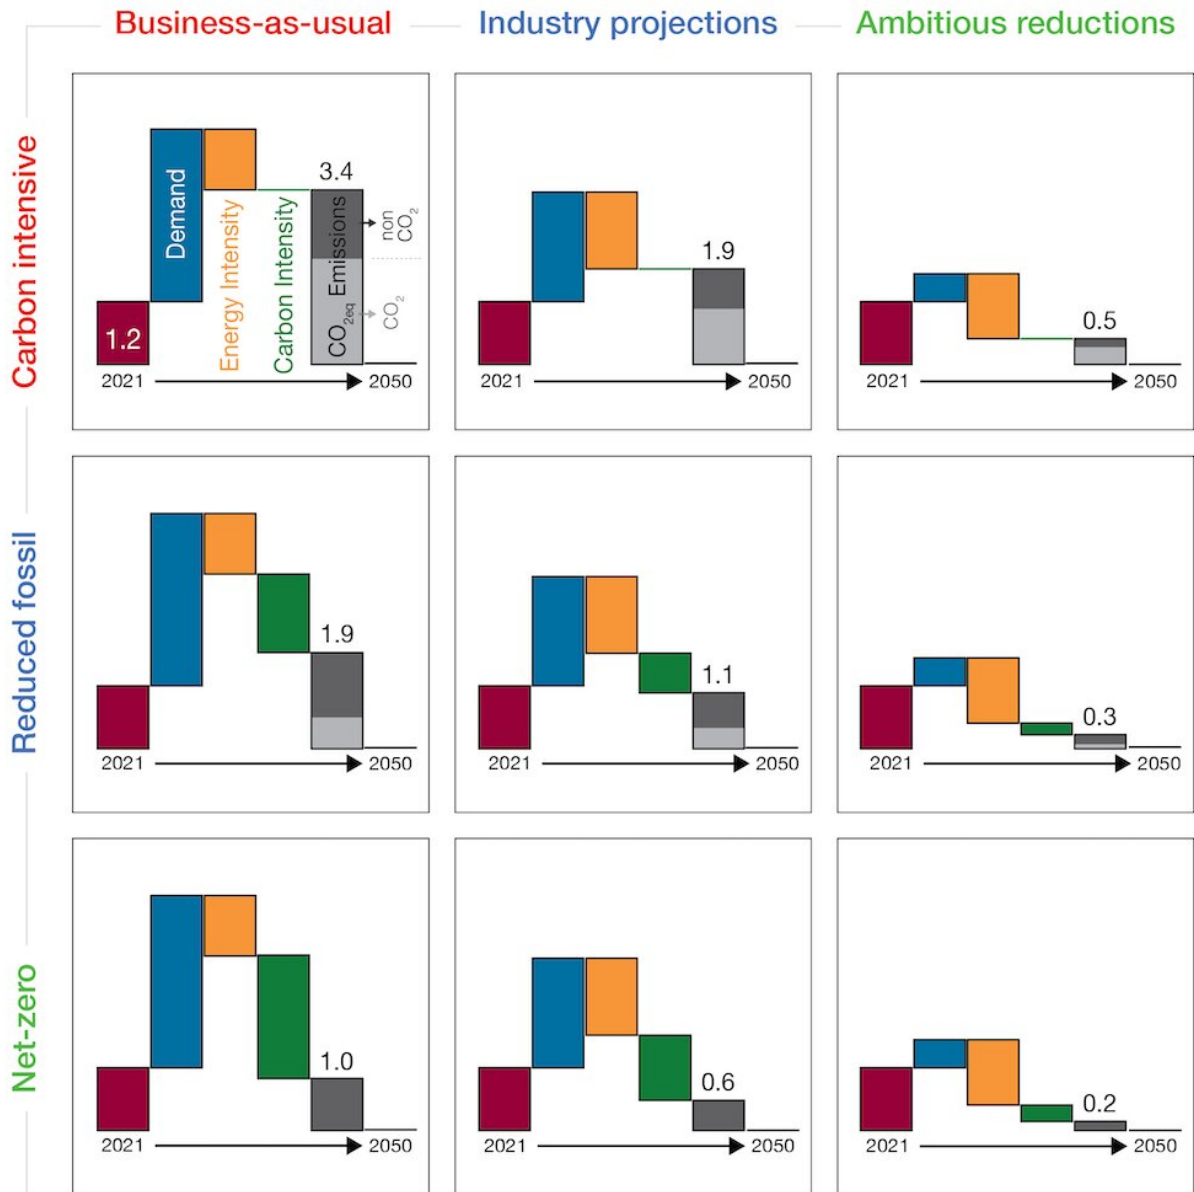 Business-as-usual
Industry projections
Ambitious reductions
Carbon intensive
1.2
Demand
Energy Intensity
Carbon Intensity
3.4
CO2eq Emissions
non
CO2
CO2
2021
2050
1.9
2021
2050
0.5
2021
2050
Reduced fossil
1.9
2021
2050
1.1
2021
2050
0.3
2021
2050
Net-zero
1.0
2021
2050
0.6
2021
2050
0.2
2021
2050